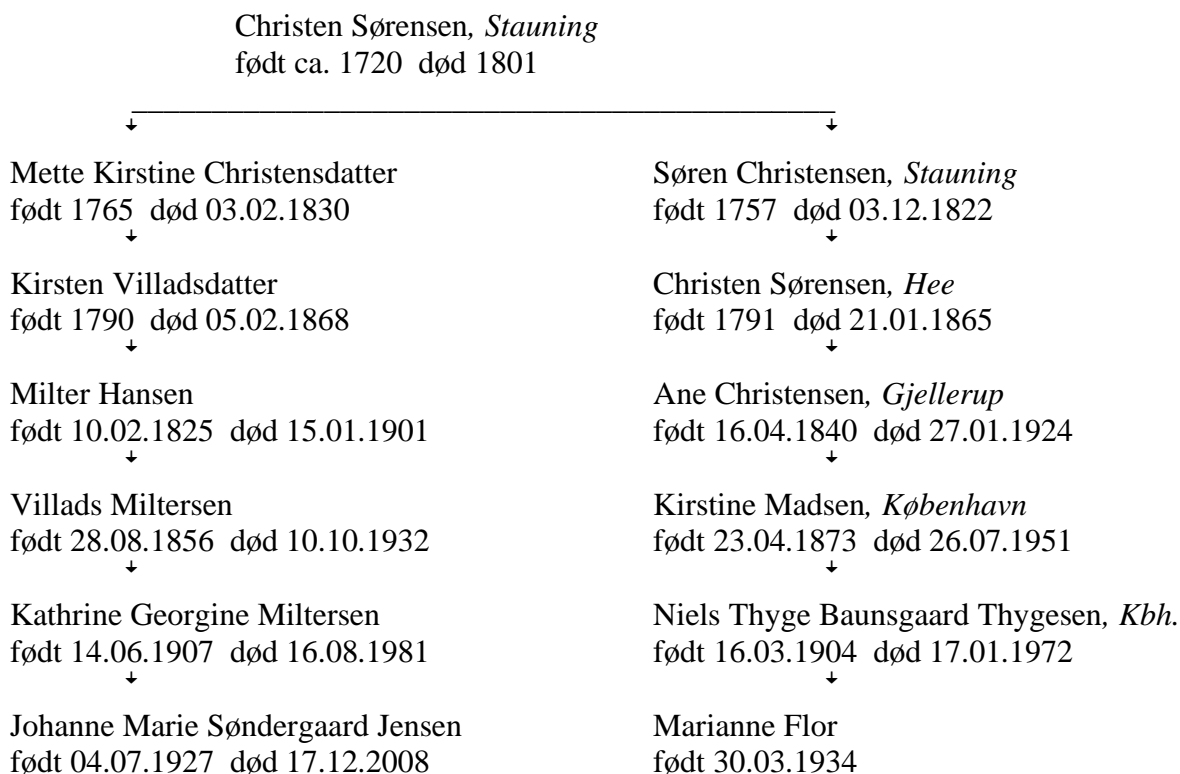 Christen Sørensen, Stauning
født ca. 1720 død 1801
Mette Kirstine Christensdatter
født 1765 død 03.02.1830
Søren Christensen, Stauning
født 1757 død 03.12.1822
Kirsten Villadsdatter
født 1790 død 05.02.1868
Christen Sørensen, Hee
født 1791 død 21.01.1865
Milter Hansen
født 10.02.1825 død 15.01.1901
Ane Christensen, Gjellerup
født 16.04.1840 død 27.01.1924
Villads Miltersen
født 28.08.1856 død 10.10.1932
Kirstine Madsen, København
født 23.04.1873 død 26.07.1951
Kathrine Georgine Miltersen
født 14.06.1907 død 16.08.1981
Niels Thyge Baunsgaard Thygesen, Kbh.
født 16.03.1904 død 17.01.1972
Johanne Marie Søndergaard Jensen
født 04.07.1927 død 17.12.2008
Marianne Flor
født 30.03.1934